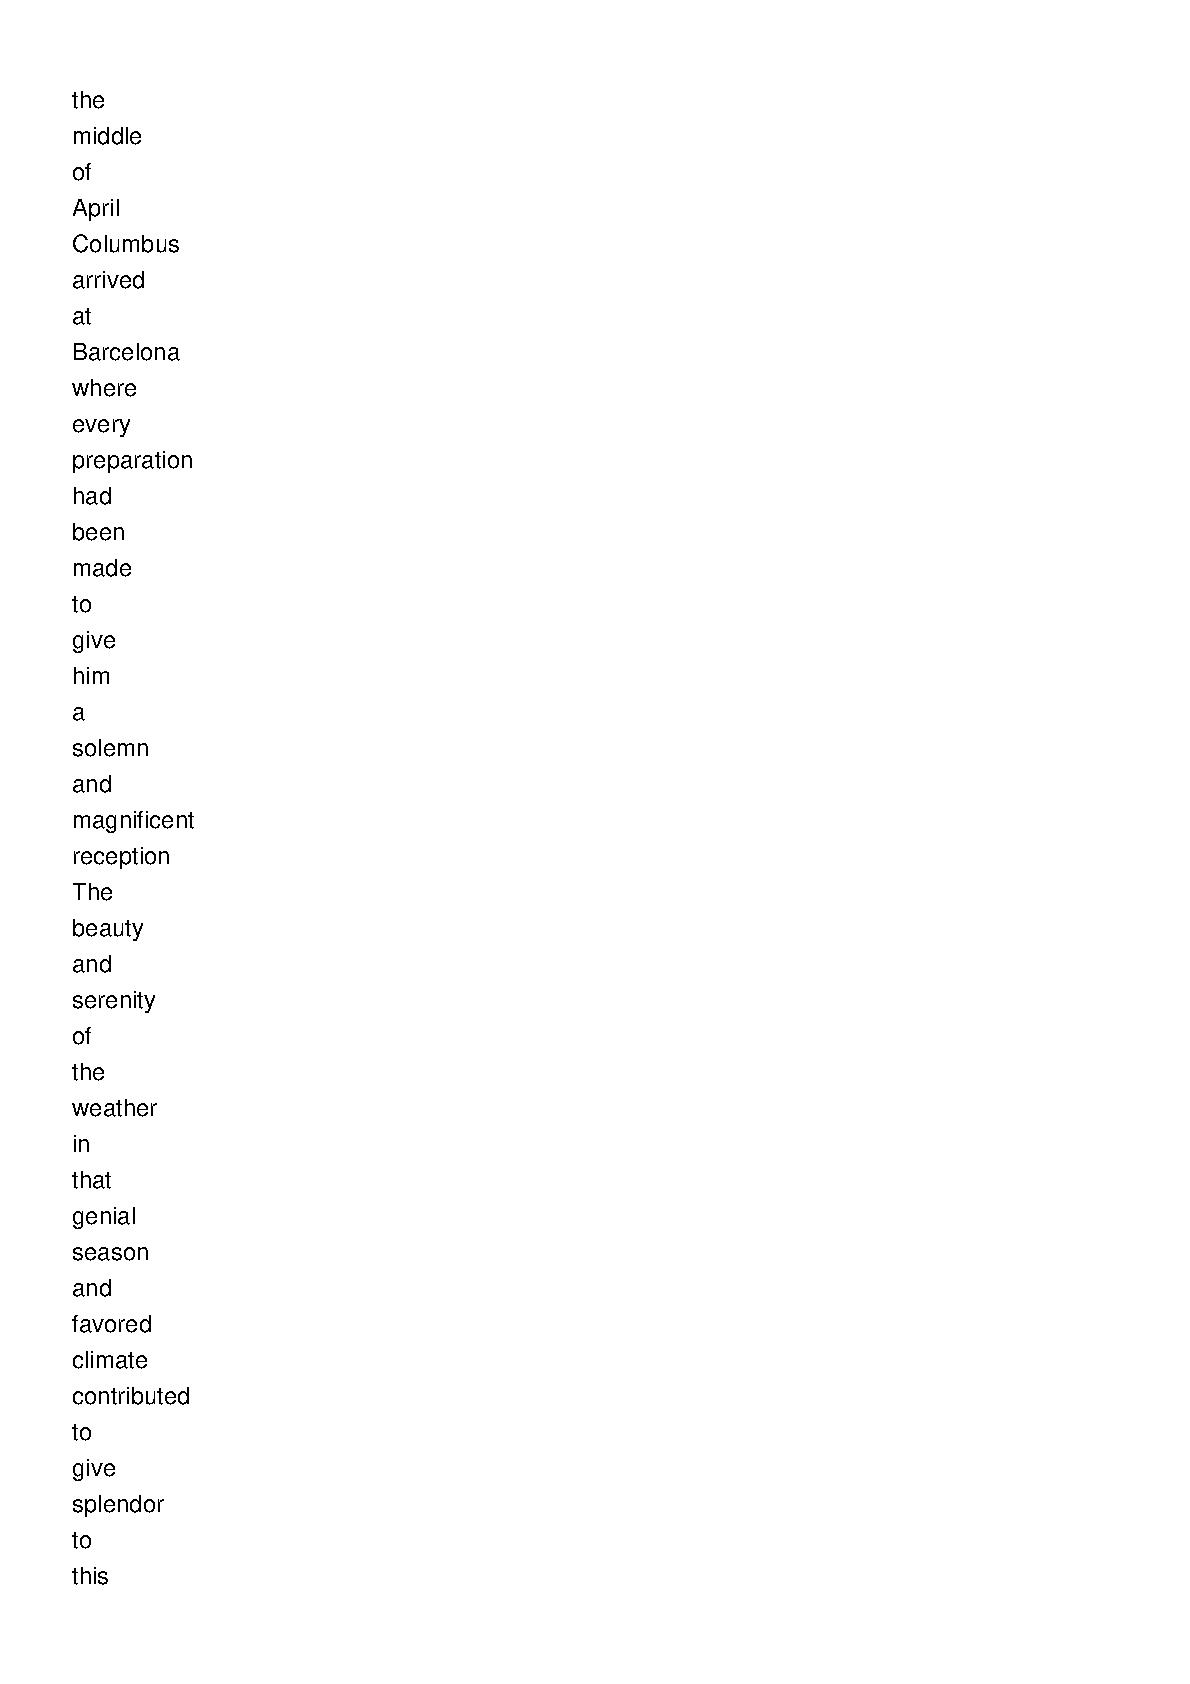 the
middle
of
April
Columbus
arrived
at
Barcelona
where
every
preparation
had
been
made
to
give
him
a
solemn
and
magnificent
reception
The
beauty
and
serenity
of
the
weather
in
that
genial
season
and
favored
climate
contributed
to
give
splendor
to
this